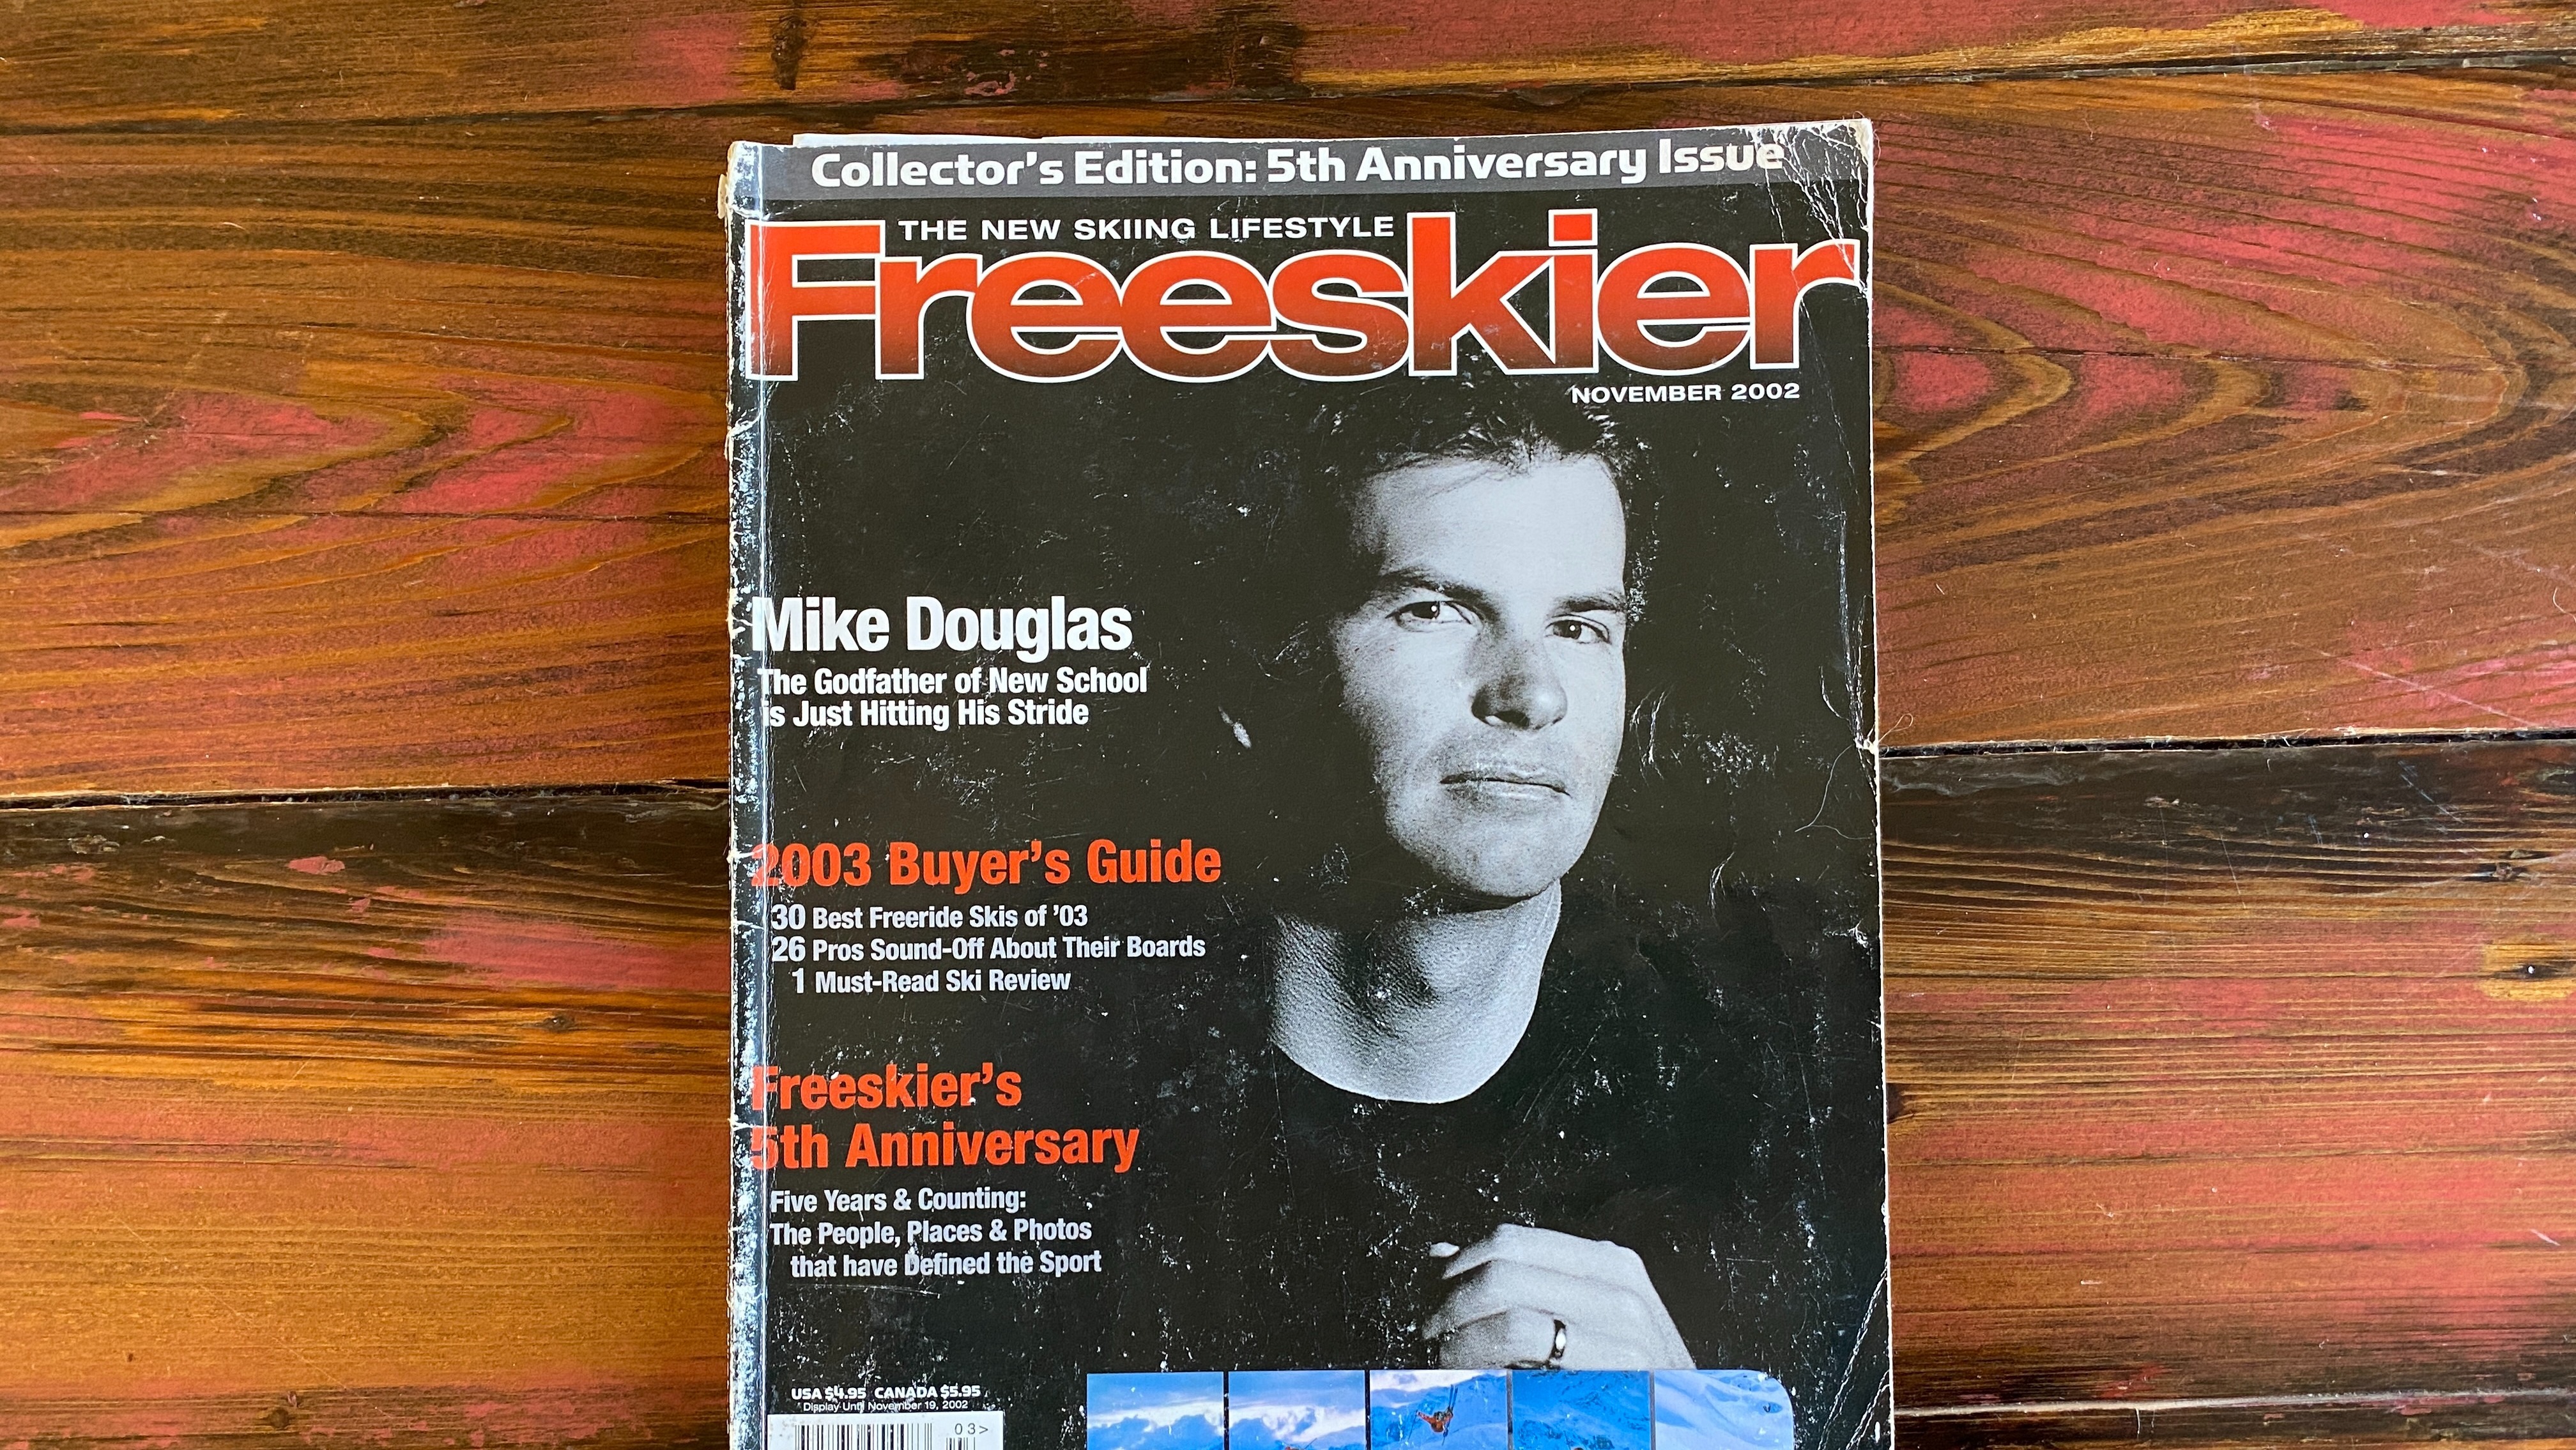 Collector's Edition: 5th Anniversary Issue
THE NEW SKIING LIFESTYLE
Freeskier
NOVEMBER 2002
Mike Douglas
The Godfather of New School
is Just Hitting His Stride
2003 Buyer's Guide
30 Best Freeride Skis of '03
26 Pros Sound-Off About Their Boards
1 Must-Read Ski Review
Freeskier's
5th Anniversary
Five Years & Counting:
The People, Places & Photos
that have Defined the Sport
USA $4.95 CANADA $5.95
Display Until November 19, 2002
03>